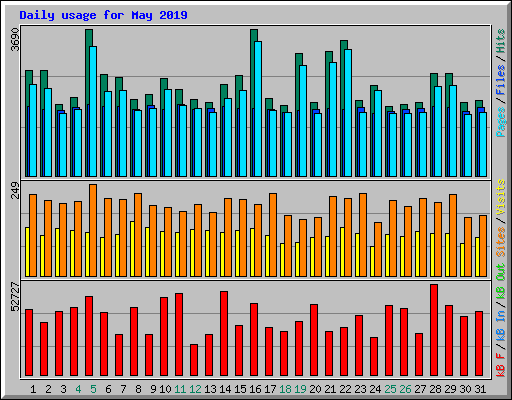 Daily usage for May 2019
3690
Pages / Files / Hits
249
Sites / Visits
52727
kB F / kB In / kB Out
1 2 3 4 5 6 7 8 9 10 11 12 13 14 15 16 17 18 19 20 21 22 23 24 25 26 27 28 29 30 31